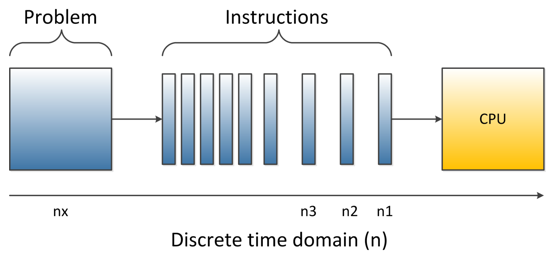 Problem
Instructions
CPU
nx
n3
n2
n1
Discrete time domain (n)